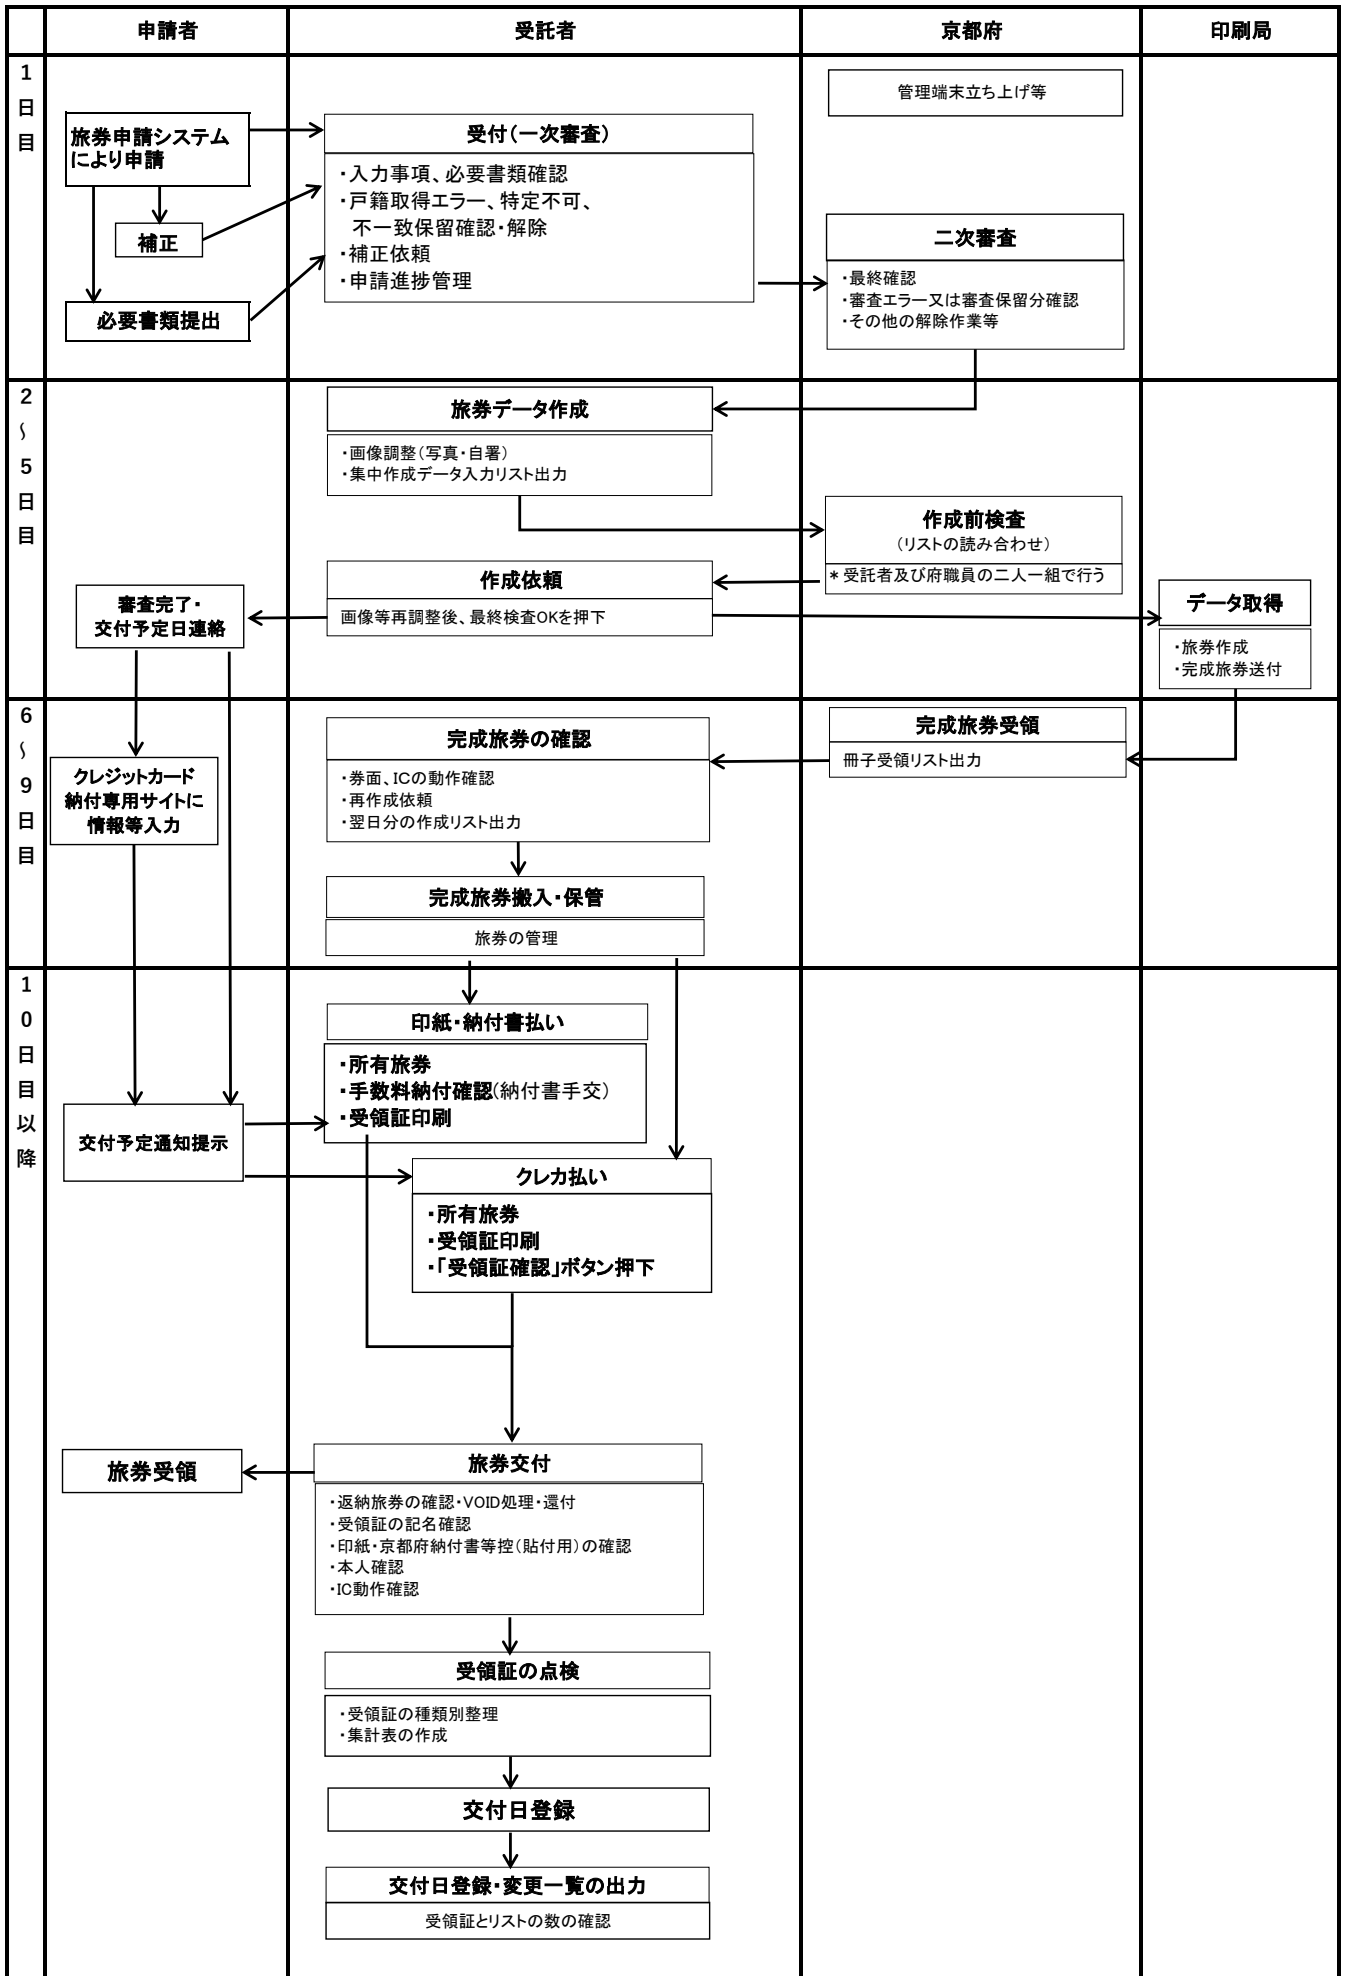 申請者
受託者
京都府
印刷局
1
日
目
管理端末立ち上げ等
旅券申請システム
により申請
受付(一次審査)
・入力事項、必要書類確認
・戸籍取得エラー、特定不可、
不一致保留確認・解除
・補正依頼
・申請進捗管理
補正
必要書類提出
二次審査
・最終確認
・審査エラー又は審査保留分確認
・その他の解除作業等
2
〜
5
日
目
旅券データ作成
・画像調整(写真・自署)
・集中作成データ入力リスト出力
作成前検査
(リストの読み合わせ)
*受託者及び府職員の二人一組で行う
作成依頼
画像等再調整後、最終検査OKを押下
審査完了・
交付予定日連絡
データ取得
・旅券作成
・完成旅券送付
6
〜
9
日
目
完成旅券受領
冊子受領リスト出力
完成旅券の確認
・券面、ICの動作確認
・再作成依頼
・翌日分の作成リスト出力
クレジットカード
納付専用サイトに
情報等入力
完成旅券搬入・保管
旅券の管理
1
0
日
目
以
降
印紙・納付書払い
・所有旅券
・手数料納付確認(納付書手交)
・受領証印刷
交付予定通知提示
クレカ払い
・所有旅券
・受領証印刷
・「受領証確認」ボタン押下
旅券受領
旅券交付
・返納旅券の確認・VOID処理・還付
・受領証の記名確認
・印紙・京都府納付書等控(貼付用)の確認
・本人確認
・IC動作確認
受領証の点検
・受領証の種類別整理
・集計表の作成
交付日登録
交付日登録・変更一覧の出力
受領証とリストの数の確認